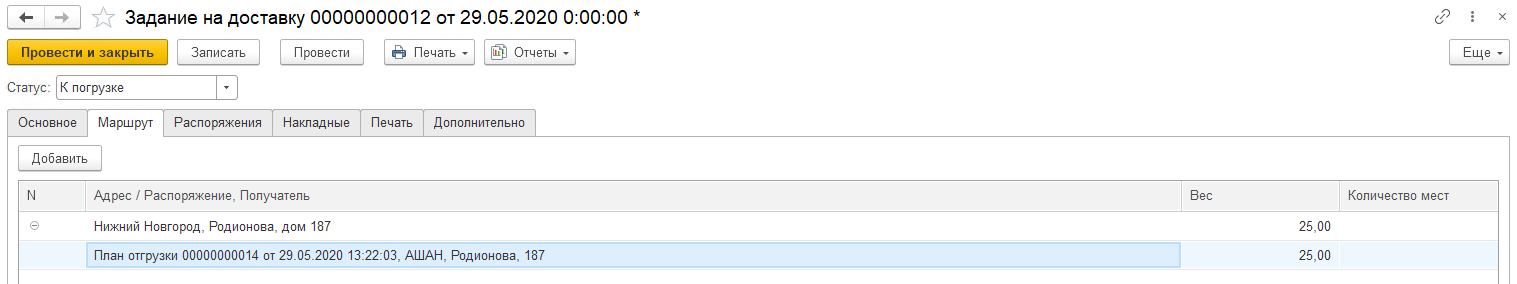 Задание на доставку 00000000012 от 29.05.2020 0:00:00 *
Провести и закрыть Записать Провести Печать Отчеты Еще
Статус: К погрузке
Основное Маршрут Распоряжения Накладные Печать Дополнительно
Добавить
N Адрес / Распоряжение, Получатель Вес Количество мест
Нижний Новгород, Родионова, дом 187 25,00
План отгрузки 00000000014 от 29.05.2020 13:22:03, АШАН, Родионова, 187 25,00